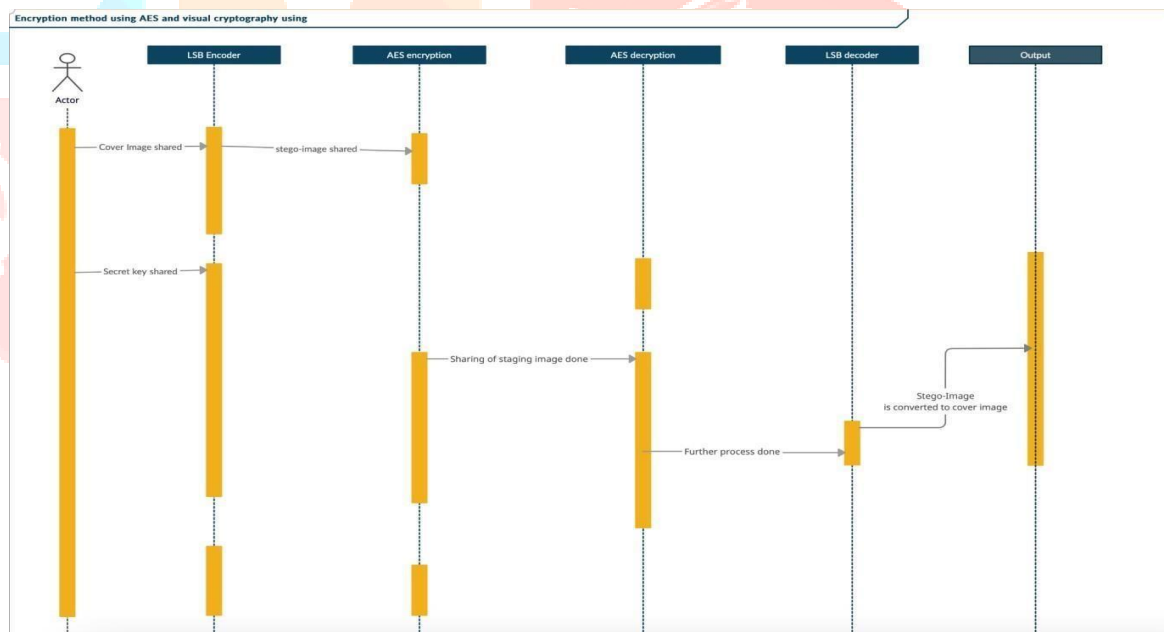 Encryption method using AES and visual cryptography using
LSB Encoder
AES encryption
AES decryption
LSB decoder
Output
Actor
Cover Image shared
stego-image shared
Secret key shared
Sharing of staging image done
Stego-Image
is converted to cover image
Further process done